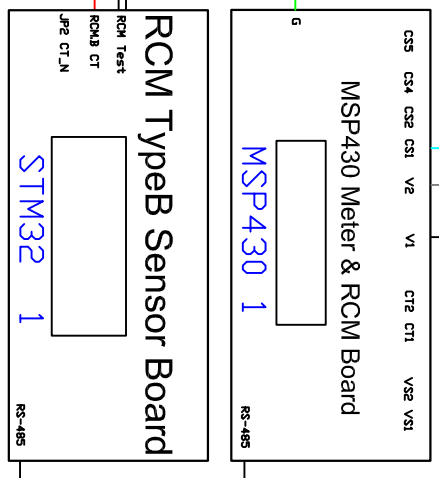 RCM TypeB Sensor Board
RCM Test
RCM.B CT
JP2 CT_N
STM32 1
RS-485
G
CS5
CS4
CS2
CS1
V2
V1
CT2
CT1
VS2
VS1
MSP430 Meter & RCM Board
MSP430 1
RS-485